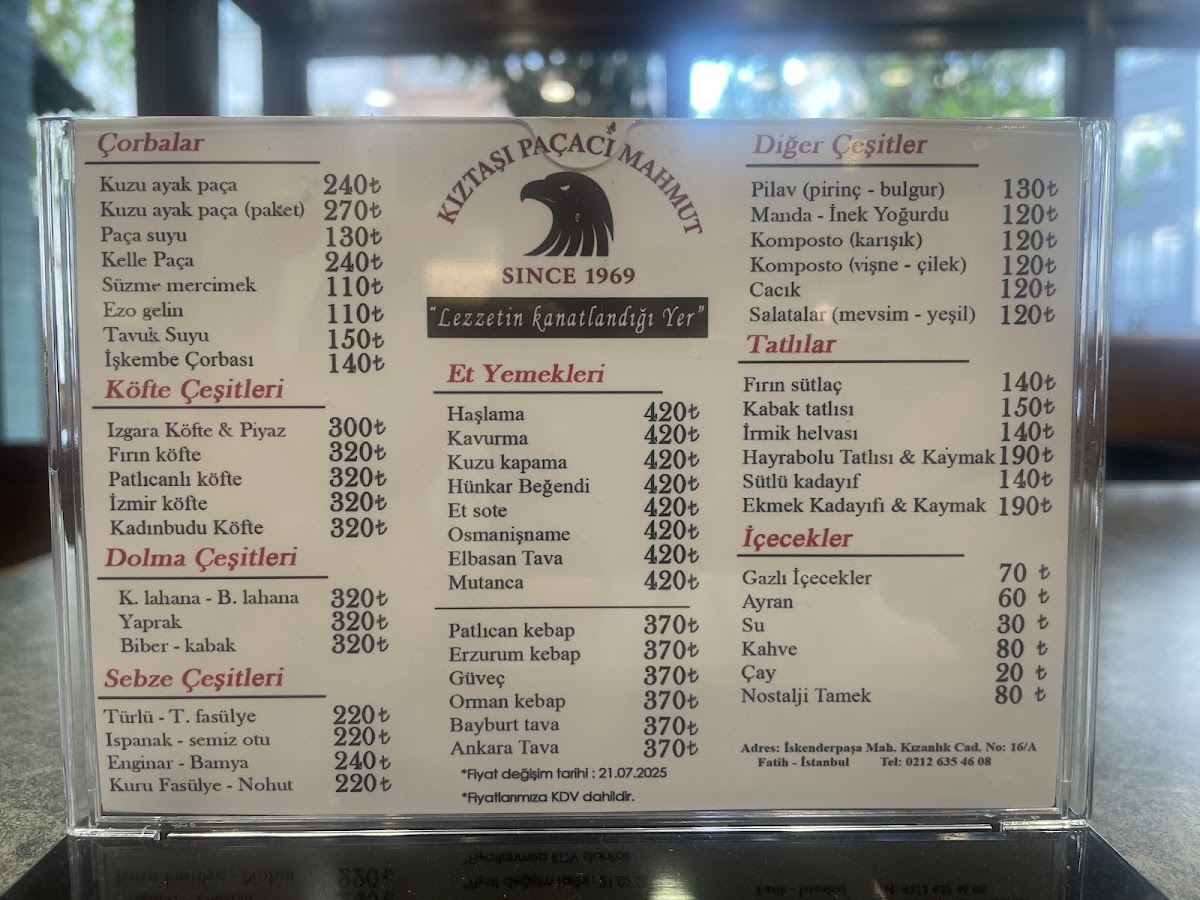 Çorbalar
Kuzu ayak paça 240₺
Kuzu ayak paça (paket) 270₺
Paça suyu 130₺
Kelle Paça 240₺
Süzme mercimek 110₺
Ezo gelin 110₺
Tavuk Suyu 150₺
İşkembe Çorbası 140₺
Köfte Çeşitleri
Izgara Köfte & Piyaz 300₺
Fırın köfte 320₺
Patlıcanlı köfte 320₺
İzmir köfte 320₺
Kadınbudu Köfte 320₺
Dolma Çeşitleri
K. lahana - B. lahana 320₺
Yaprak 320₺
Biber - kabak 320₺
Sebze Çeşitleri
Türlü - T. fasülye 220₺
Ispanak - semiz otu 220₺
Enginar - Bamya 240₺
Kuru Fasülye - Nohut 220₺
KIZTAŞI PAÇACI MAHMUT
SINCE 1969
"Lezzetin kanatlandığı Yer"
Et Yemekleri
Haşlama 420₺
Kavurma 420₺
Kuzu kapama 420₺
Hünkar Beğendi 420₺
Et sote 420₺
Osmanişname 420₺
Elbasan Tava 420₺
Mutanca 420₺
Patlıcan kebap 370₺
Erzurum kebap 370₺
Güveç 370₺
Orman kebap 370₺
Bayburt tava 370₺
Ankara Tava 370₺
*Fiyat değişim tarihi : 21.07.2025
*Fiyatlarımıza KDV dahildir.
Diğer Çeşitler
Pilav (pirinç - bulgur) 130₺
Manda - İnek Yoğurdu 120₺
Komposto (karışık) 120₺
Komposto (vişne - çilek) 120₺
Cacık 120₺
Salatalar (mevsim - yeşil) 120₺
Tatlılar
Fırın sütlaç 140₺
Kabak tatlısı 150₺
İrmik helvası 140₺
Hayrabolu Tatlısı & Kaymak 190₺
Sütlü kadayıf 140₺
Ekmek Kadayıfı & Kaymak 190₺
İçecekler
Gazlı İçecekler 70 ₺
Ayran 60 ₺
Su 30 ₺
Kahve 80 ₺
Çay 20 ₺
Nostalji Tamek 80 ₺
Adres: İskenderpaşa Mah. Kızanlık Cad. No: 16/A
Fatih - İstanbul Tel: 0212 635 46 08